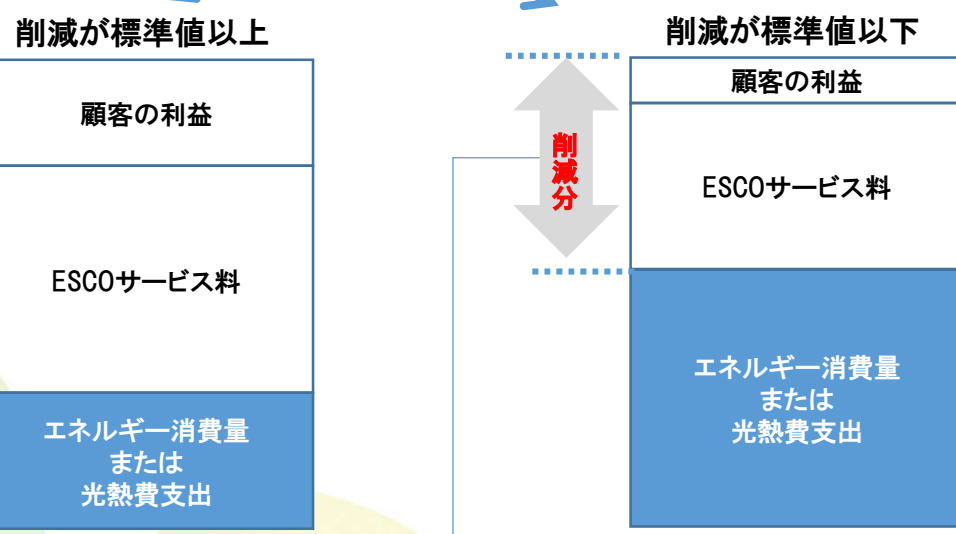 削減が標準値以上
顧客の利益
ESCOサービス料
エネルギー消費量
または
光熱費支出
削減が標準値以下
削減分
顧客の利益
ESCOサービス料
エネルギー消費量
または
光熱費支出